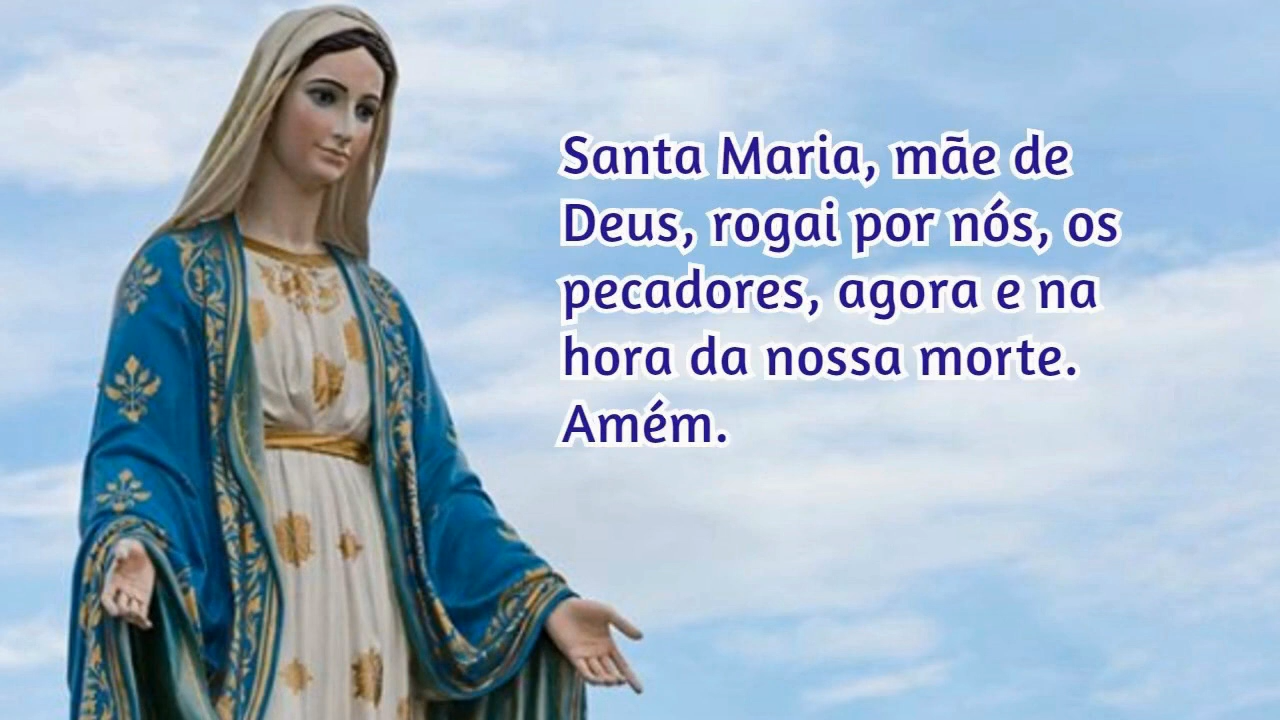 Santa Maria, mãe de
Deus, rogai por nós, os
pecadores, agora e na
hora da nossa morte.
Amém.